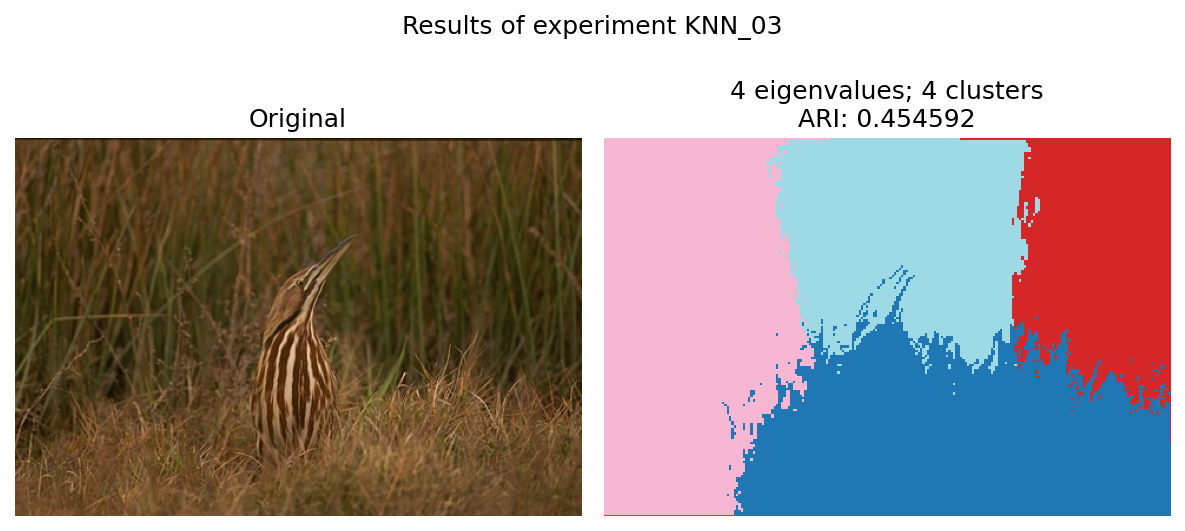 Results of experiment KNN_03
Original
4 eigenvalues; 4 clusters
ARI: 0.454592